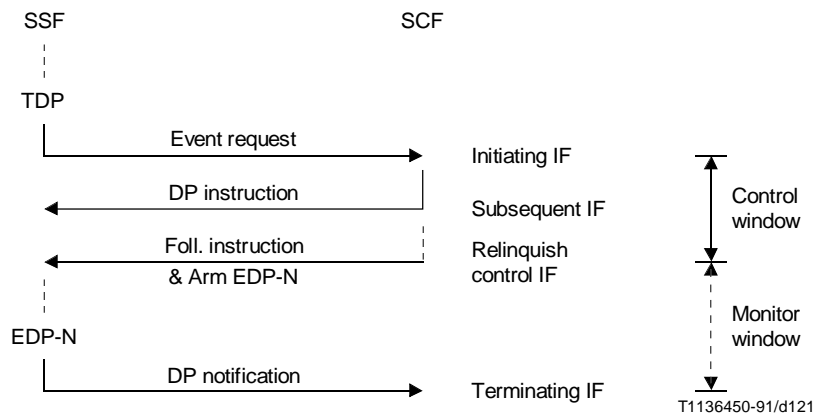 SSF SCF
TDP
Event request Initiating IF
DP instruction Subsequent IF
Control
window
Foll. instruction Relinquish
& Arm EDP-N control IF
Monitor
window
EDP-N
DP notification Terminating IF
T1136450-91/d121